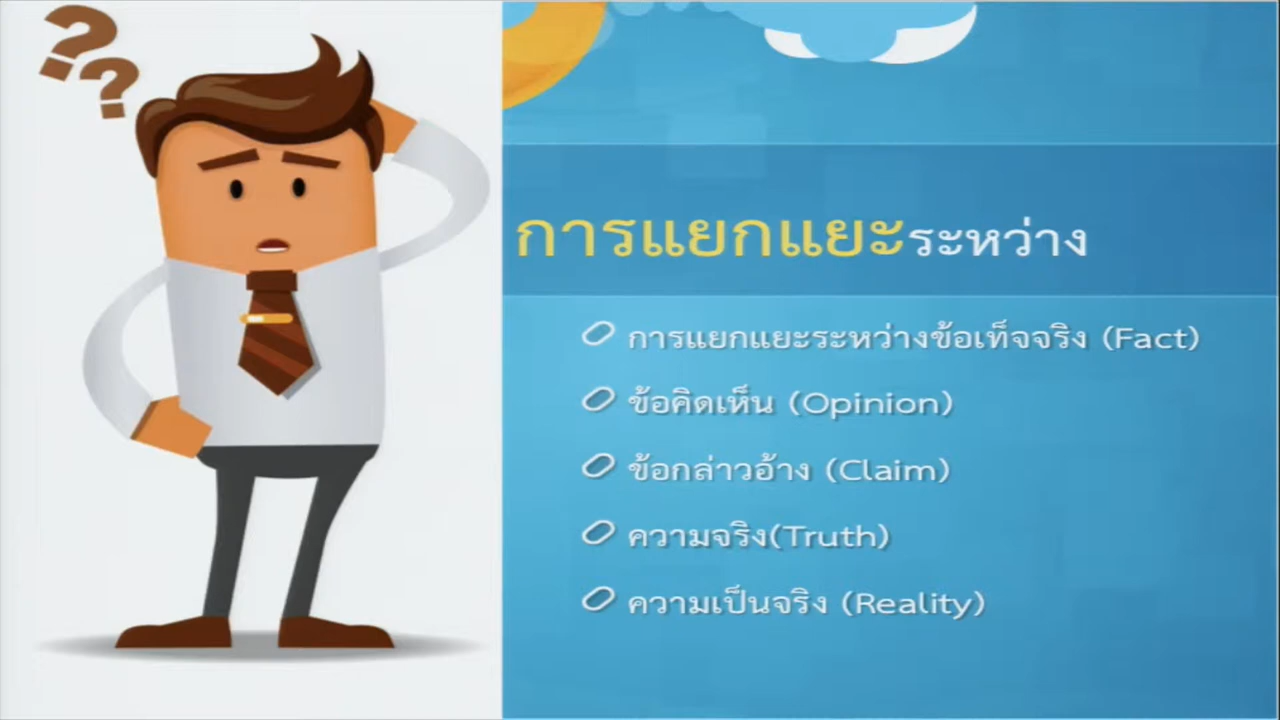 ??
การแยกแยะระหว่าง
การแยกแยะระหว่างข้อเท็จจริง (Fact)
ข้อคิดเห็น (Opinion)
ข้อกล่าวอ้าง (Claim)
ความจริง(Truth)
ความเป็นจริง (Reality)